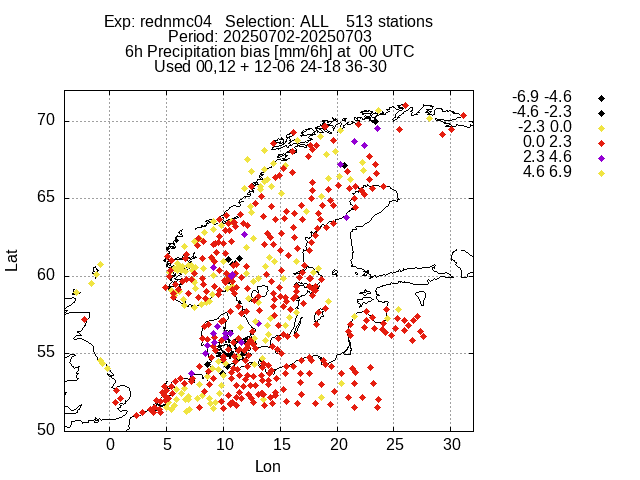 Exp: rednmc04 Selection: ALL 513 stations
Period: 20250702-20250703
6h Precipitation bias [mm/6h] at 00 UTC
Used 00,12 + 12-06 24-18 36-30
-6.9 -4.6
-4.6 -2.3
-2.3 0.0
0.0 2.3
2.3 4.6
4.6 6.9
70
65
60
55
50
Lat
0 5 10 15 20 25 30
Lon